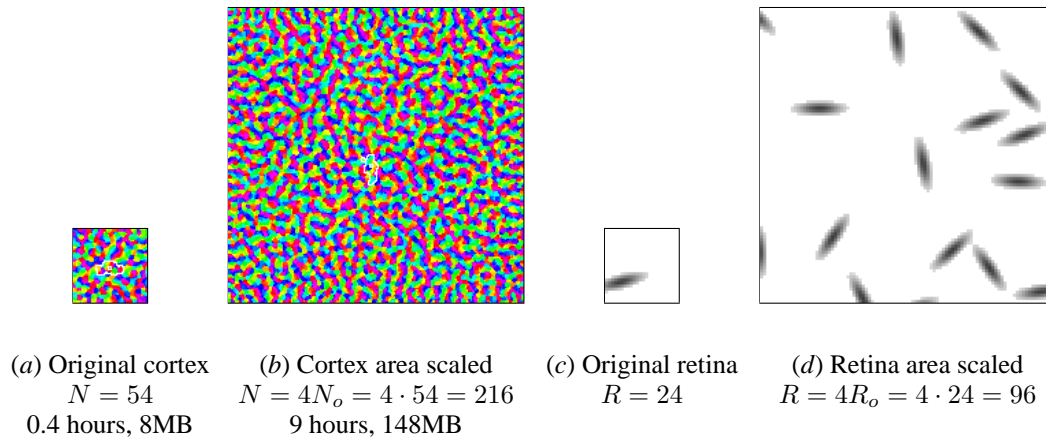 (a) Original cortex
N = 54
0.4 hours, 8MB
(b) Cortex area scaled
N = 4N_o = 4 · 54 = 216
9 hours, 148MB
(c) Original retina
R = 24
(d) Retina area scaled
R = 4R_o = 4 · 24 = 96